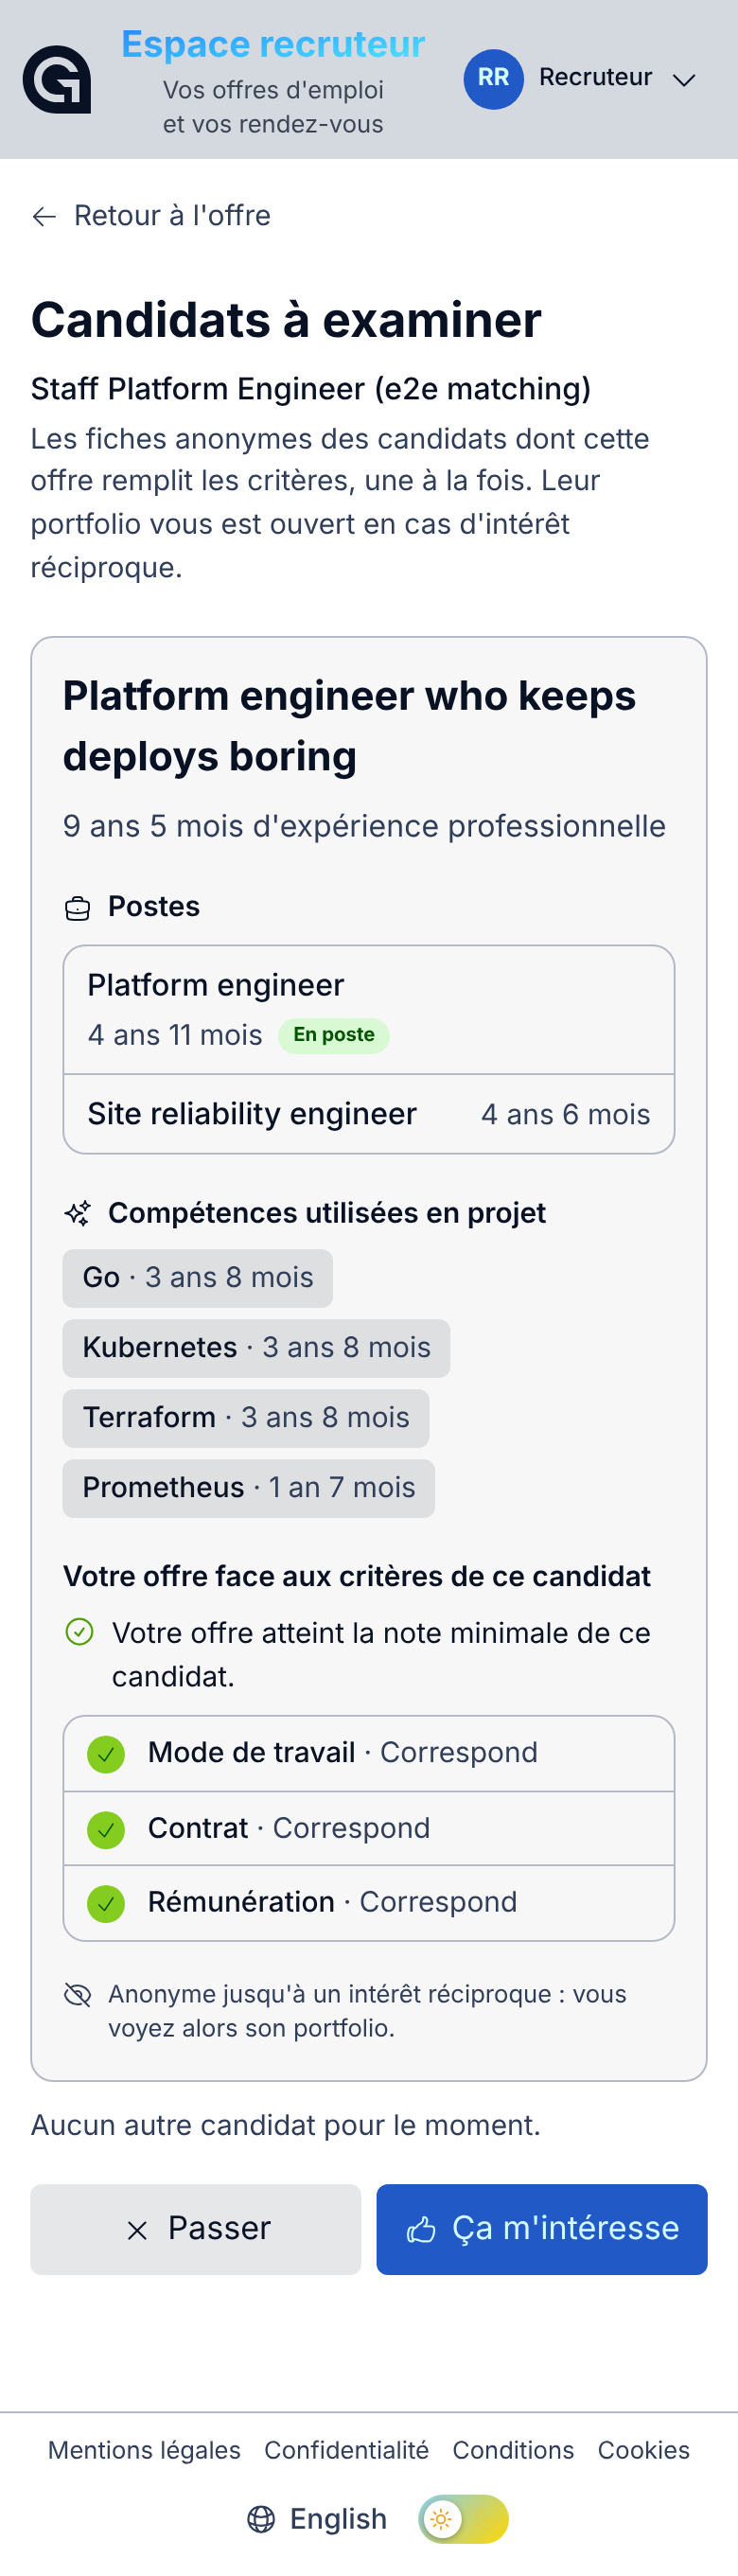 Espace recruteur
Vos offres d'emploi
et vos rendez-vous
RR
Recruteur
Retour à l'offre
Candidats à examiner
Staff Platform Engineer (e2e matching)
Les fiches anonymes des candidats dont cette
offre remplit les critères, une à la fois. Leur
portfolio vous est ouvert en cas d'intérêt
réciproque.
Platform engineer who keeps
deploys boring
9 ans 5 mois d'expérience professionnelle
Postes
Platform engineer
4 ans 11 mois En poste
Site reliability engineer 4 ans 6 mois
Compétences utilisées en projet
Go · 3 ans 8 mois
Kubernetes · 3 ans 8 mois
Terraform · 3 ans 8 mois
Prometheus · 1 an 7 mois
Votre offre face aux critères de ce candidat
Votre offre atteint la note minimale de ce
candidat.
Mode de travail · Correspond
Contrat · Correspond
Rémunération · Correspond
Anonyme jusqu'à un intérêt réciproque : vous
voyez alors son portfolio.
Aucun autre candidat pour le moment.
Passer
Ça m'intéresse
Mentions légales Confidentialité Conditions Cookies
English